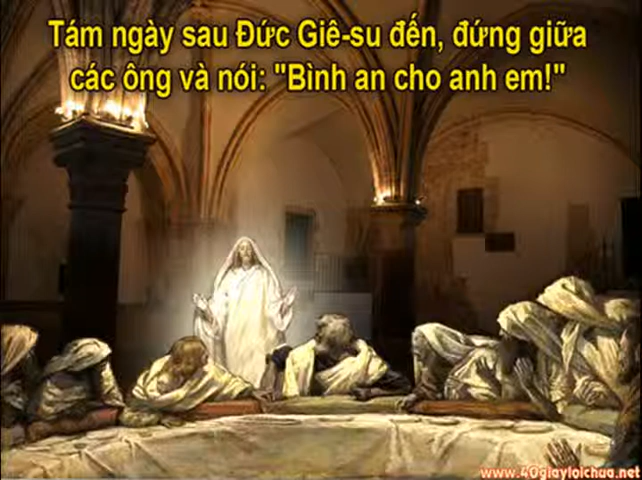 Tám ngày sau Đức Giê-su đến, đứng giữa
các ông và nói: "Bình an cho anh em!"
www.40giayloichua.net